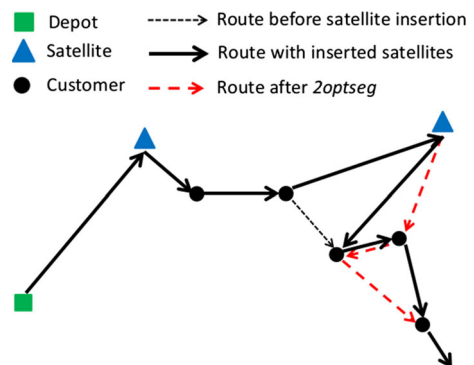 Depot
Route before satellite insertion
Satellite
Route with inserted satellites
Customer
Route after 2optseg